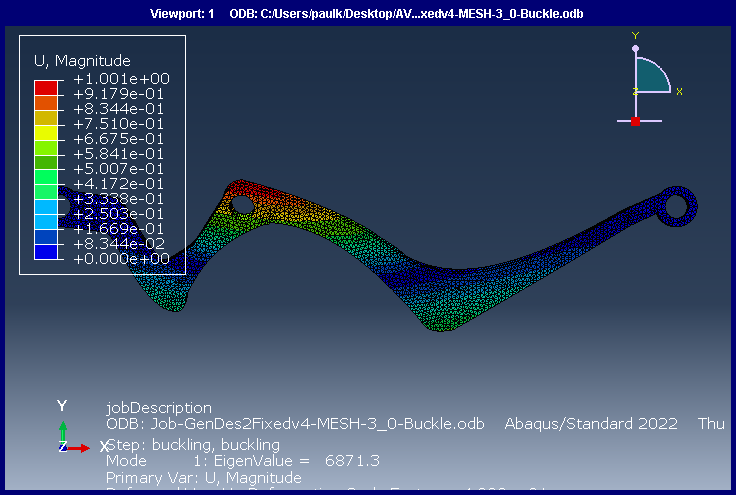 Viewport: 1 ODB: C:/Users/paulk/Desktop/AV...xedv4-MESH-3_0-Buckle.odb
U, Magnitude
+1.001e+00
+9.179e-01
+8.344e-01
+7.510e-01
+6.675e-01
+5.841e-01
+5.007e-01
+4.172e-01
+3.338e-01
+2.503e-01
+1.669e-01
+8.344e-02
+0.000e+00
Y
Z X
Y
Z X
jobDescription
ODB: Job-GenDes2Fixedv4-MESH-3_0-Buckle.odb Abaqus/Standard 2022 Thu
Step: buckling, buckling
Mode 1: EigenValue = 6871.3
Primary Var: U, Magnitude